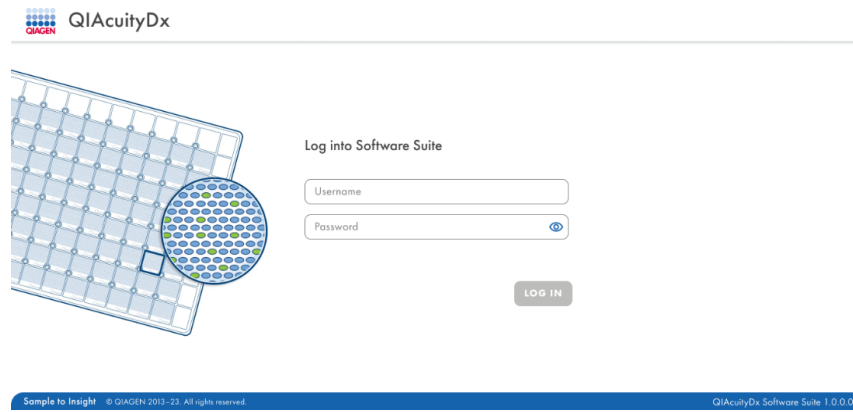 QIAGEN
QIAcuityDx
Log into Software Suite
Username
Password
LOG IN
Sample to Insight © QIAGEN 2013–23. All rights reserved.
QIAcuityDx Software Suite 1.0.0.0